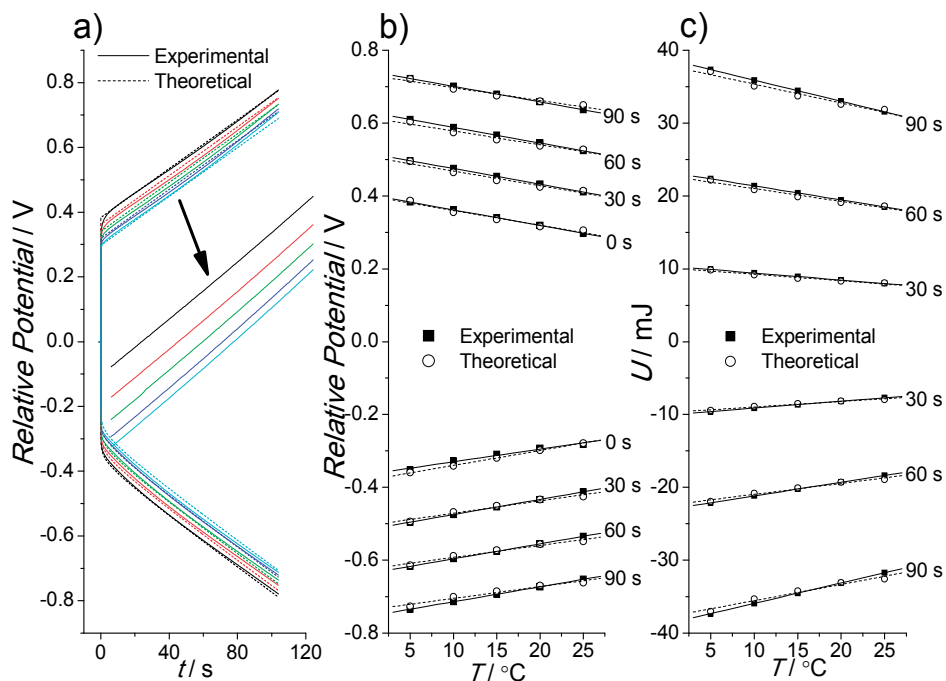 a)
Experimental
Theoretical
0.8
0.6
0.4
0.2
0.0
-0.2
-0.4
-0.6
-0.8
Relative Potential / V
0
40
80
120
t / s
b)
0.8
0.6
0.4
0.2
0.0
-0.2
-0.4
-0.6
-0.8
Relative Potential / V
90 s
60 s
30 s
0 s
Experimental
Theoretical
0 s
30 s
60 s
90 s
5
10
15
20
25
T / °C
c)
40
30
20
10
0
-10
-20
-30
-40
U / mJ
90 s
60 s
30 s
Experimental
Theoretical
30 s
60 s
90 s
5
10
15
20
25
T / °C